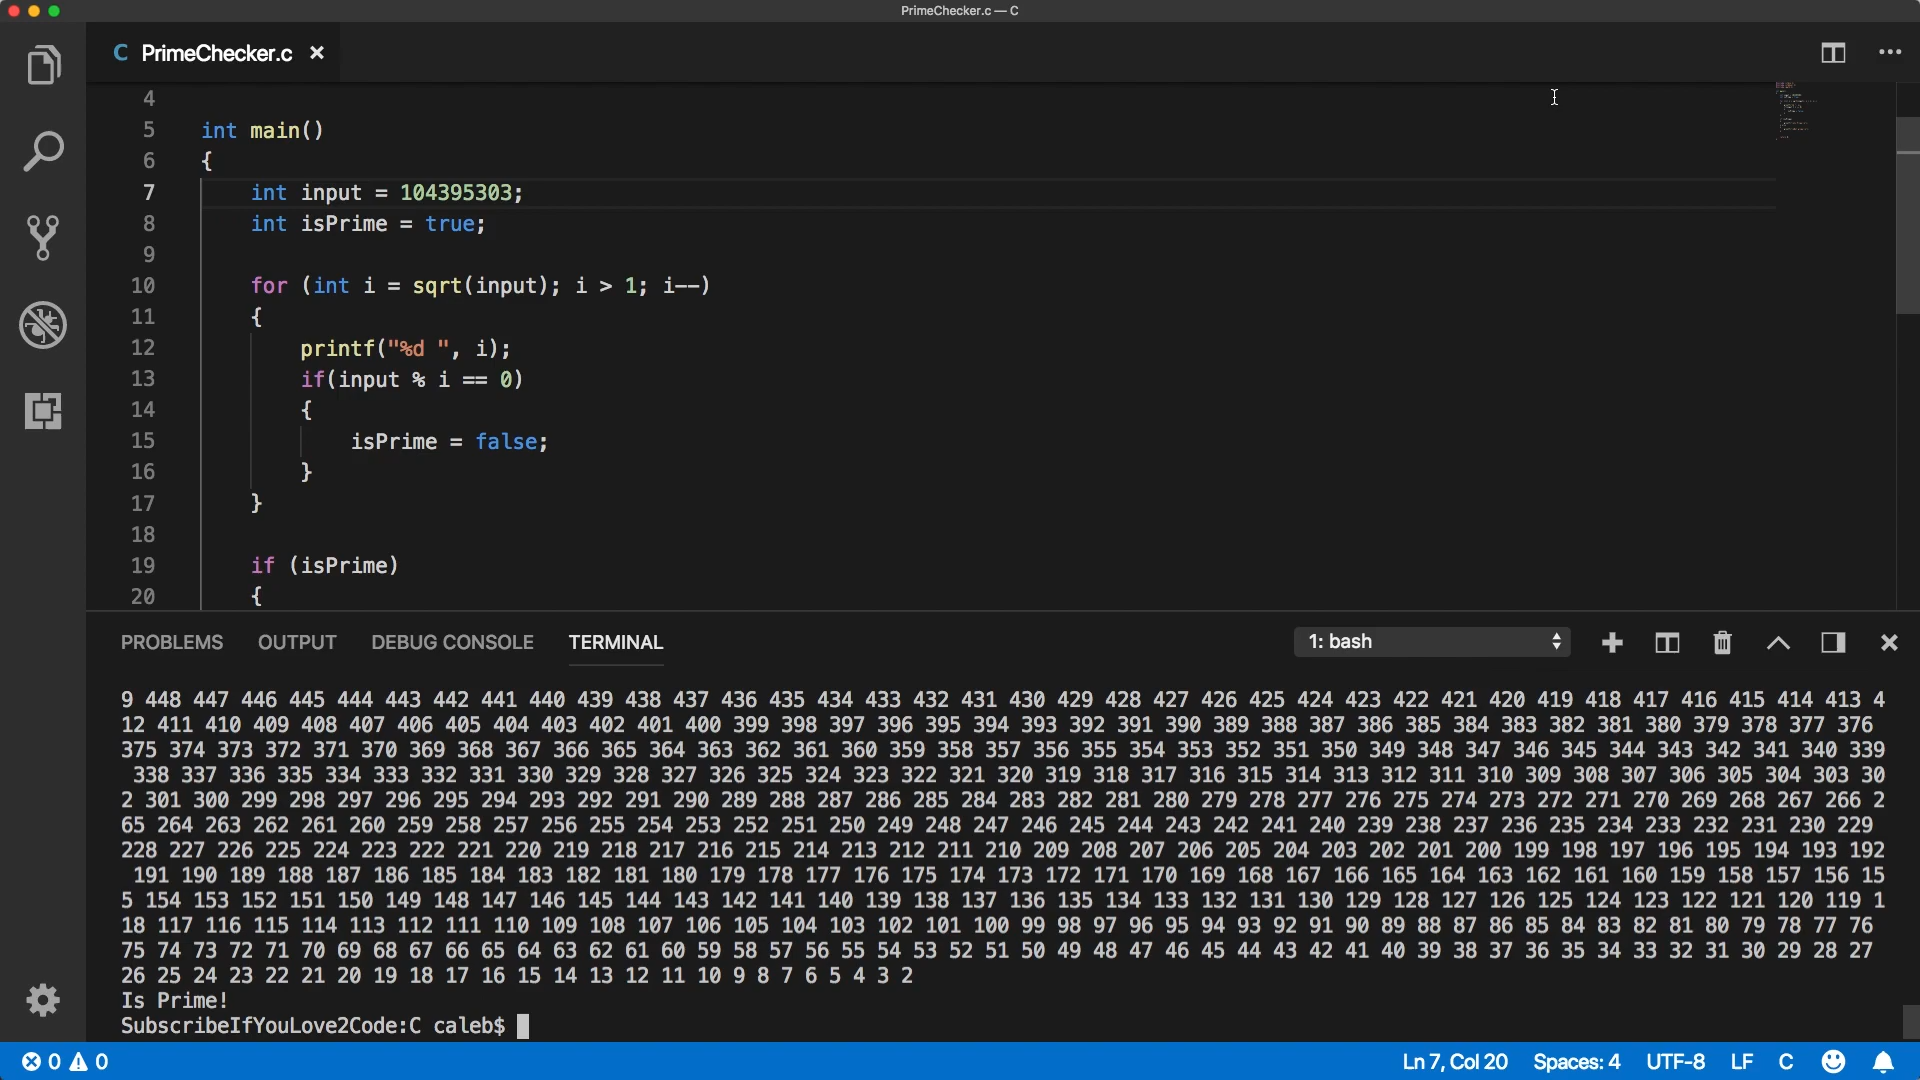 PrimeChecker.c — C
C PrimeChecker.c ×
4
5 int main()
6 {
7 int input = 104395303;
8 int isPrime = true;
9
10 for (int i = sqrt(input); i > 1; i--)
11 {
12 printf("%d ", i);
13 if(input % i == 0)
14 {
15 isPrime = false;
16 }
17 }
18
19 if (isPrime)
20 {
PROBLEMS OUTPUT DEBUG CONSOLE TERMINAL 1: bash
9 448 447 446 445 444 443 442 441 440 439 438 437 436 435 434 433 432 431 430 429 428 427 426 425 424 423 422 421 420 419 418 417 416 415 414 413 4
12 411 410 409 408 407 406 405 404 403 402 401 400 399 398 397 396 395 394 393 392 391 390 389 388 387 386 385 384 383 382 381 380 379 378 377 376
375 374 373 372 371 370 369 368 367 366 365 364 363 362 361 360 359 358 357 356 355 354 353 352 351 350 349 348 347 346 345 344 343 342 341 340 339
338 337 336 335 334 333 332 331 330 329 328 327 326 325 324 323 322 321 320 319 318 317 316 315 314 313 312 311 310 309 308 307 306 305 304 303 30
2 301 300 299 298 297 296 295 294 293 292 291 290 289 288 287 286 285 284 283 282 281 280 279 278 277 276 275 274 273 272 271 270 269 268 267 266 2
65 264 263 262 261 260 259 258 257 256 255 254 253 252 251 250 249 248 247 246 245 244 243 242 241 240 239 238 237 236 235 234 233 232 231 230 229
228 227 226 225 224 223 222 221 220 219 218 217 216 215 214 213 212 211 210 209 208 207 206 205 204 203 202 201 200 199 198 197 196 195 194 193 192
191 190 189 188 187 186 185 184 183 182 181 180 179 178 177 176 175 174 173 172 171 170 169 168 167 166 165 164 163 162 161 160 159 158 157 156 15
5 154 153 152 151 150 149 148 147 146 145 144 143 142 141 140 139 138 137 136 135 134 133 132 131 130 129 128 127 126 125 124 123 122 121 120 119 1
18 117 116 115 114 113 112 111 110 109 108 107 106 105 104 103 102 101 100 99 98 97 96 95 94 93 92 91 90 89 88 87 86 85 84 83 82 81 80 79 78 77 76
75 74 73 72 71 70 69 68 67 66 65 64 63 62 61 60 59 58 57 56 55 54 53 52 51 50 49 48 47 46 45 44 43 42 41 40 39 38 37 36 35 34 33 32 31 30 29 28 27
26 25 24 23 22 21 20 19 18 17 16 15 14 13 12 11 10 9 8 7 6 5 4 3 2
Is Prime!
SubscribeIfYouLove2Code:C caleb$
0 0 Ln 7, Col 20 Spaces: 4 UTF-8 LF C